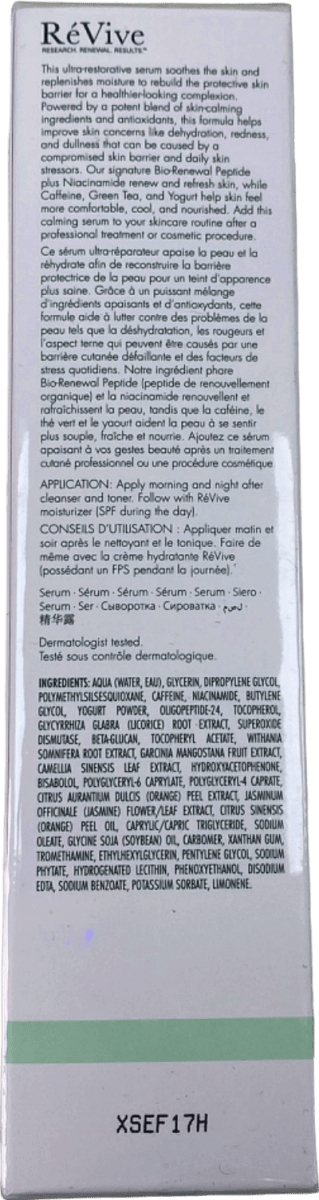 RéVive
RESEARCH. RENEWAL. RESULTS.™
This ultra-restorative serum soothes the skin and
replenishes moisture to rebuild the protective skin
barrier for a healthier-looking complexion.
Powered by a potent blend of skin-calming
ingredients and antioxidants, this formula helps
improve skin concerns like dehydration, redness,
and dullness that can be caused by a
compromised skin barrier and daily skin
stressors. Our signature Bio-Renewal Peptide
plus Niacinamide renew and refresh skin, while
Caffeine, Green Tea, and Yogurt help skin feel
more comfortable, cool, and nourished. Add this
calming serum to your skincare routine after a
professional treatment or cosmetic procedure.
Ce sérum ultra-réparateur apaise la peau et la
réhydrate afin de reconstruire la barrière
protectrice de la peau pour un teint d'apparence
plus saine. Grâce à un puissant mélange
d'ingrédients apaisants et d'antioxydants, cette
formule aide à lutter contre des problèmes de la
peau tels que la déshydratation, les rougeurs et
l'aspect terne qui peuvent être causés par une
barrière cutanée défaillante et des facteurs de
stress quotidiens. Notre ingrédient phare
Bio-Renewal Peptide (peptide de renouvellement
organique) et la niacinamide renouvellent et
rafraîchissent la peau, tandis que la caféine, le
thé vert et le yaourt aident la peau à se sentir
plus souple, fraîche et nourrie. Ajoutez ce sérum
apaisant à vos gestes beauté après un traitement
cutané professionnel ou une procédure cosmétique.
APPLICATION: Apply morning and night after
cleanser and toner. Follow with RéVive
moisturizer (SPF during the day).
CONSEILS D'UTILISATION : Appliquer matin et
soir après le nettoyant et le tonique. Faire de
même avec la crème hydratante RéVive
(possédant un FPS pendant la journée).
Serum · Sérum · Sérum · Serum · Serum · Siero ·
Serum · Ser · Сыворотка · Сироватка · سيرم ·
精华露
Dermatologist tested.
Testé sous contrôle dermatologique.
INGREDIENTS: AQUA (WATER, EAU), GLYCERIN, DIPROPYLENE GLYCOL,
POLYMETHYLSILSESQUIOXANE, CAFFEINE, NIACINAMIDE, BUTYLENE
GLYCOL, YOGURT POWDER, OLIGOPEPTIDE-24, TOCOPHEROL,
GLYCYRRHIZA GLABRA (LICORICE) ROOT EXTRACT, SUPEROXIDE
DISMUTASE, BETA-GLUCAN, TOCOPHERYL ACETATE, WITHANIA
SOMNIFERA ROOT EXTRACT, GARCINIA MANGOSTANA FRUIT EXTRACT,
CAMELLIA SINENSIS LEAF EXTRACT, HYDROXYACETOPHENONE,
BISABOLOL, POLYGLYCERYL-6 CAPRYLATE, POLYGLYCERYL-4 CAPRATE,
CITRUS AURANTIUM DULCIS (ORANGE) PEEL EXTRACT, JASMINUM
OFFICINALE (JASMINE) FLOWER/LEAF EXTRACT, CITRUS SINENSIS
(ORANGE) PEEL OIL, CAPRYLIC/CAPRIC TRIGLYCERIDE, SODIUM
OLEATE, GLYCINE SOJA (SOYBEAN) OIL, CARBOMER, XANTHAN GUM,
TROMETHAMINE, ETHYLHEXYLGLYCERIN, PENTYLENE GLYCOL, SODIUM
PHYTATE, HYDROGENATED LECITHIN, PHENOXYETHANOL, DISODIUM
EDTA, SODIUM BENZOATE, POTASSIUM SORBATE, LIMONENE.
XSEF17H